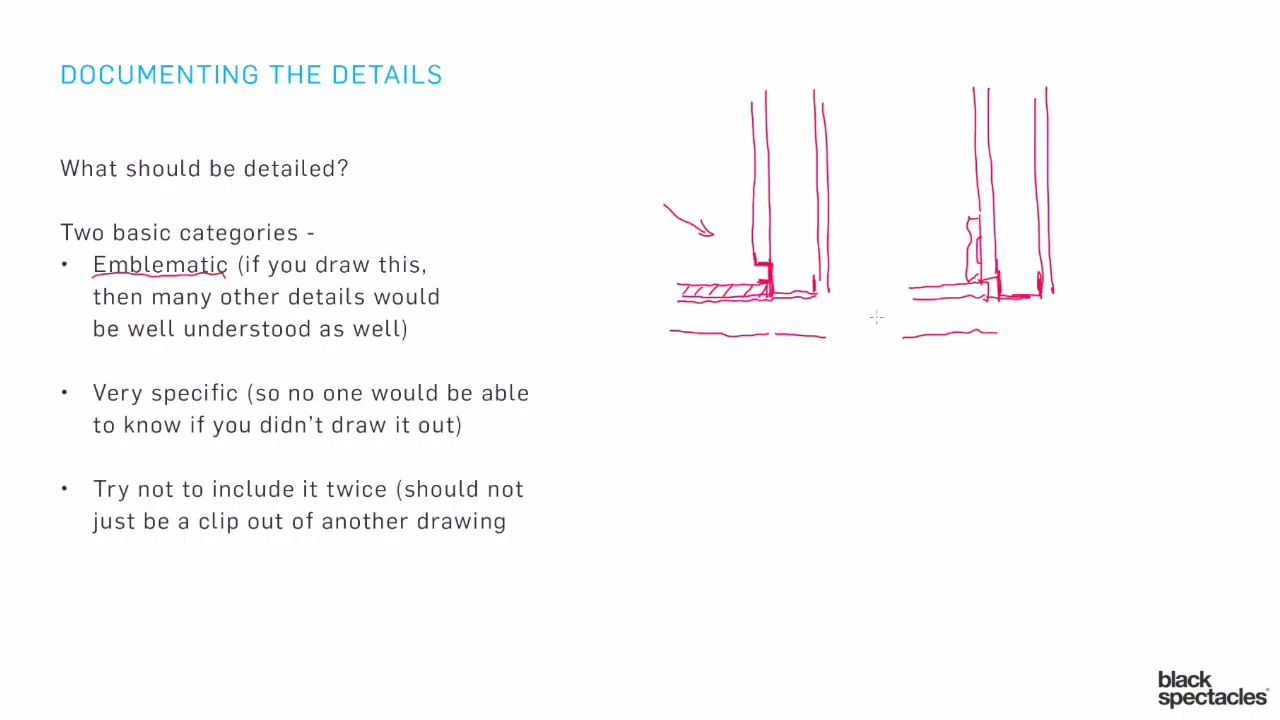 DOCUMENTING THE DETAILS
What should be detailed?
Two basic categories -
• Emblematic (if you draw this,
then many other details would
be well understood as well)
• Very specific (so no one would be able
to know if you didn't draw it out)
• Try not to include it twice (should not
just be a clip out of another drawing
black
spectacles®